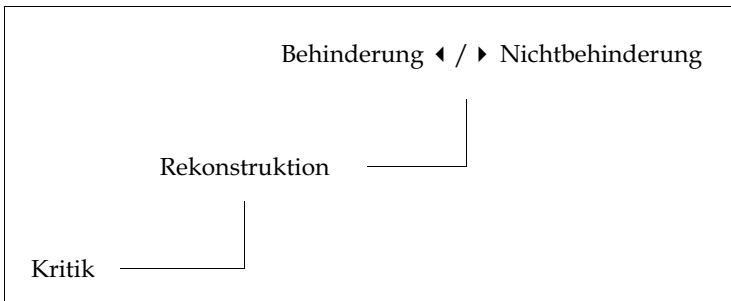 Behinderung ◂ / ▸ Nichtbehinderung
Rekonstruktion
Kritik